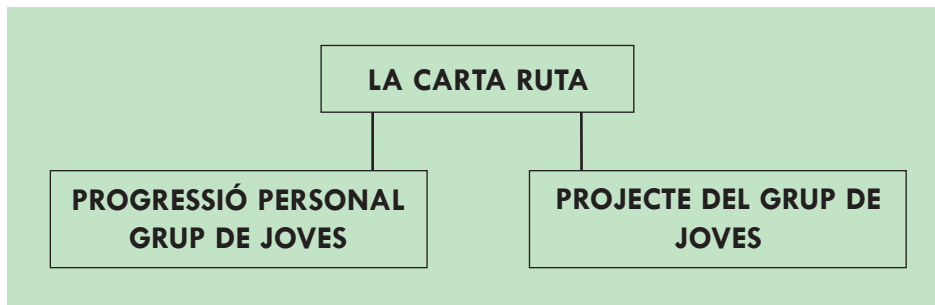 LA CARTA RUTA
PROGRESSIÓ PERSONAL
GRUP DE JOVES
PROJECTE DEL GRUP DE
JOVES